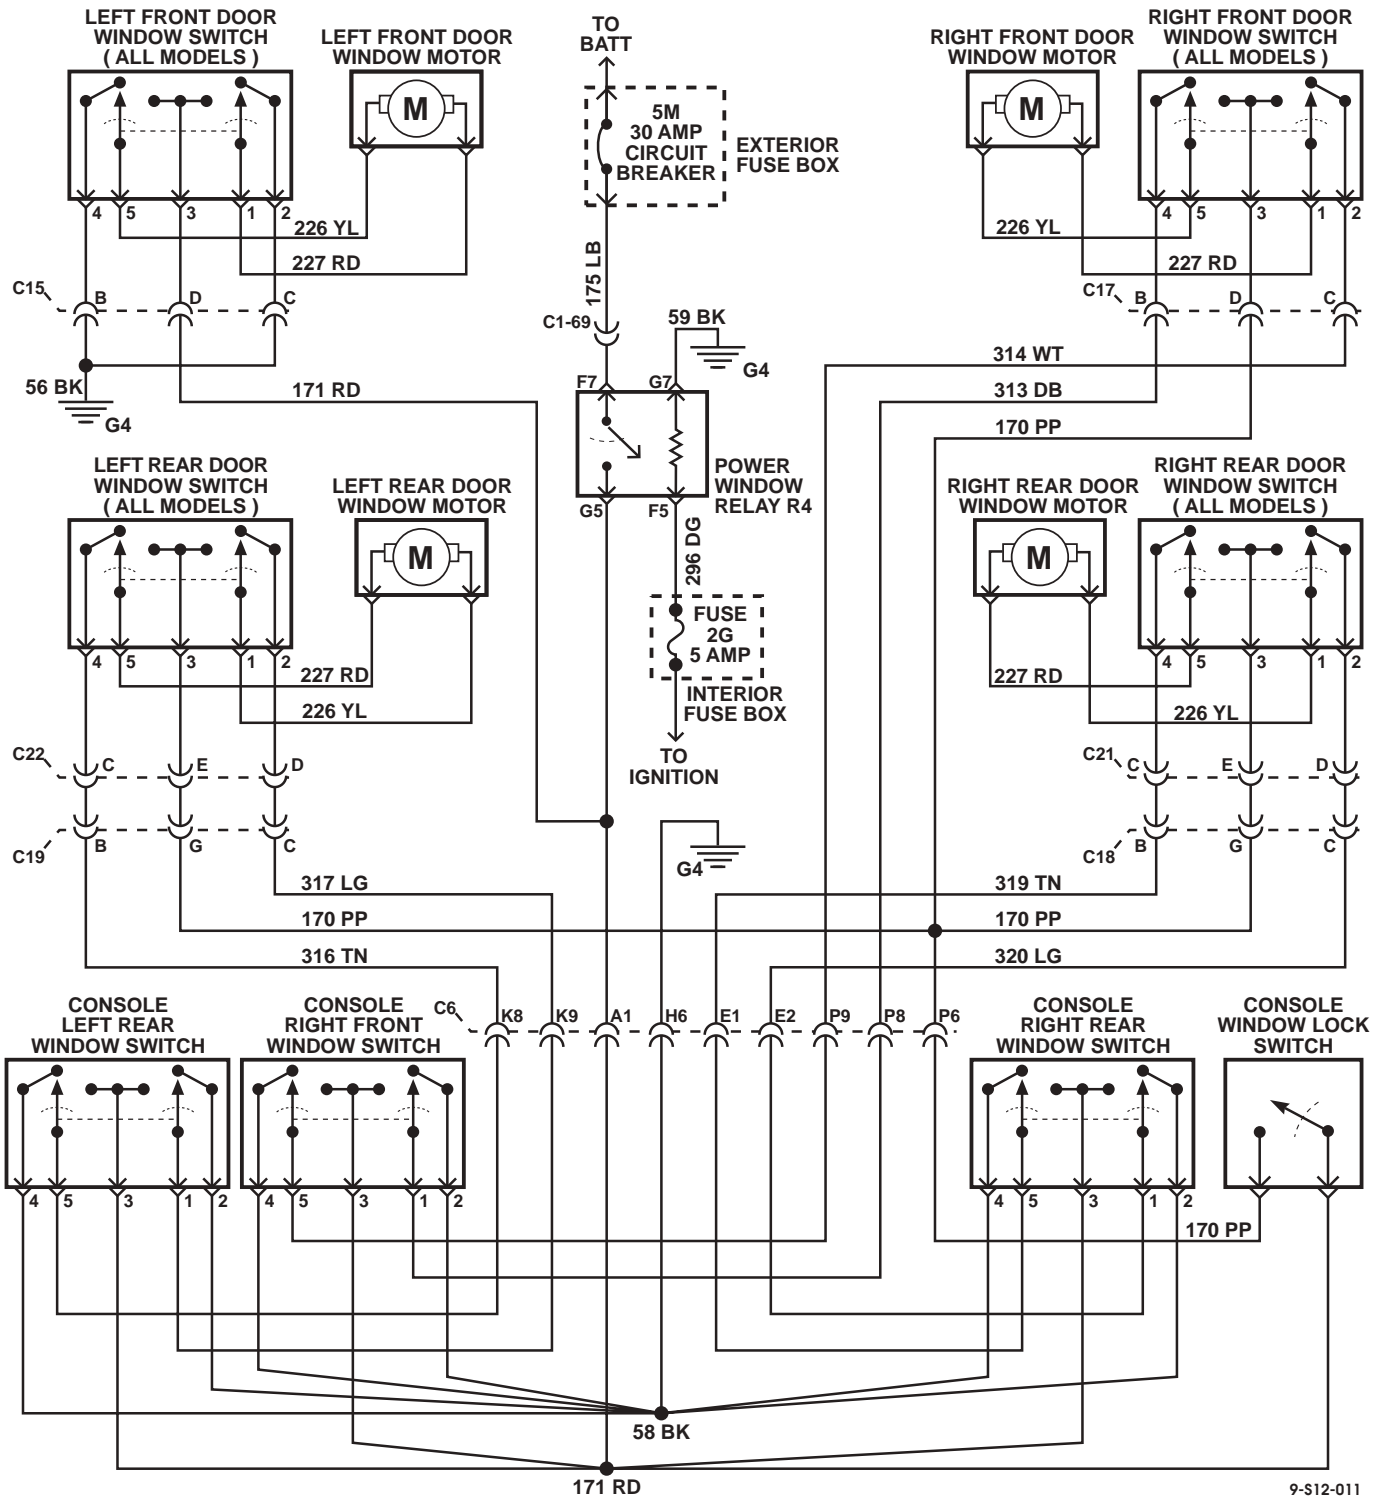 LEFT FRONT DOOR
WINDOW SWITCH
( ALL MODELS )
LEFT FRONT DOOR
WINDOW MOTOR
TO
BATT
RIGHT FRONT DOOR
WINDOW MOTOR
RIGHT FRONT DOOR
WINDOW SWITCH
( ALL MODELS )
M
5M
30 AMP
CIRCUIT
BREAKER
EXTERIOR
FUSE BOX
M
4 5 3 1 2
226 YL
227 RD
175 LB
4 5 3 1 2
226 YL
227 RD
C15
B D C
C17
B D C
C1-69
59 BK
G4
314 WT
313 DB
170 PP
56 BK
G4
171 RD
F7 G7
G5 F5
POWER
WINDOW
RELAY R4
LEFT REAR DOOR
WINDOW SWITCH
( ALL MODELS )
LEFT REAR DOOR
WINDOW MOTOR
RIGHT REAR DOOR
WINDOW MOTOR
RIGHT REAR DOOR
WINDOW SWITCH
( ALL MODELS )
M
296 DG
M
FUSE
2G
5 AMP
INTERIOR
FUSE BOX
TO
IGNITION
4 5 3 1 2
227 RD
226 YL
4 5 3 1 2
227 RD
226 YL
C22
C E D
C21
C E D
C19
B G C
G4
C18
B G C
317 LG
170 PP
316 TN
319 TN
170 PP
320 LG
CONSOLE
LEFT REAR
WINDOW SWITCH
CONSOLE
RIGHT FRONT
WINDOW SWITCH
C6
K8 K9 A1 H6 E1 E2 P9 P8 P6
CONSOLE
RIGHT REAR
WINDOW SWITCH
CONSOLE
WINDOW LOCK
SWITCH
4 5 3 1 2
4 5 3 1 2
4 5 3 1 2
170 PP
58 BK
171 RD
9-S12-011